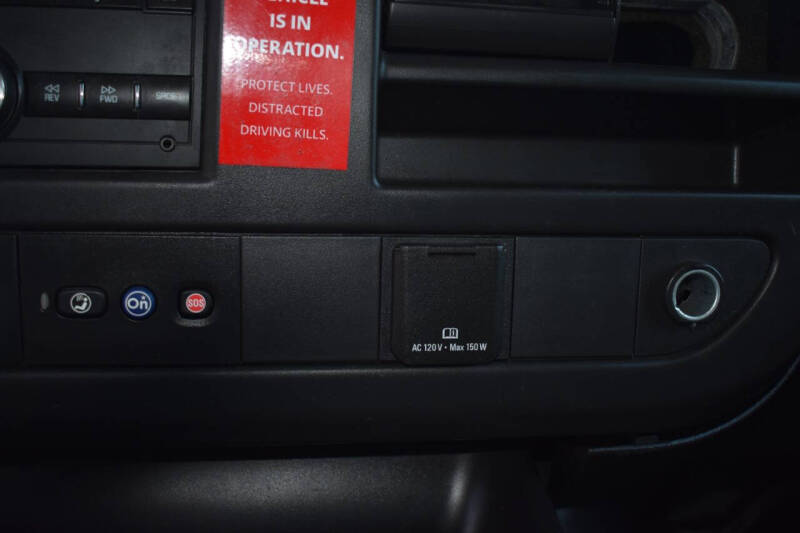 IS IN
OPERATION.
PROTECT LIVES.
DISTRACTED
DRIVING KILLS.
REV
FWD
On
SOS
AC 120 V • Max 150 W